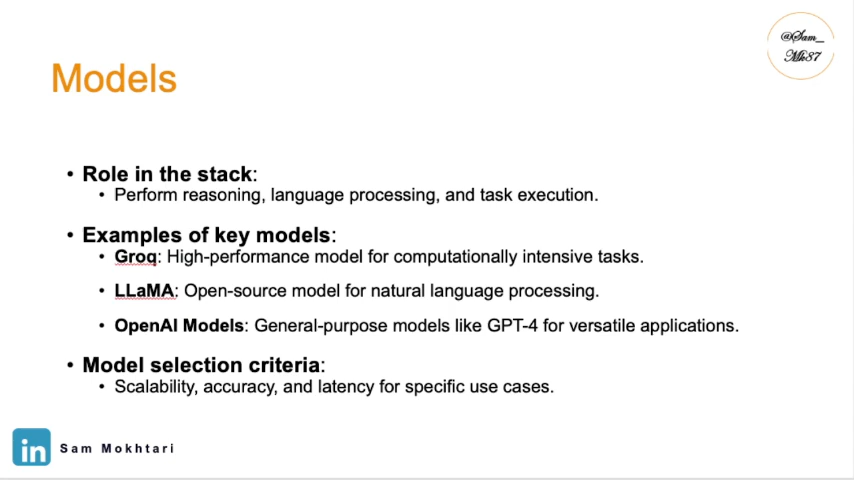 @Sam_
Mk87
Models
• Role in the stack:
• Perform reasoning, language processing, and task execution.
• Examples of key models:
• Groq: High-performance model for computationally intensive tasks.
• LLaMA: Open-source model for natural language processing.
• OpenAI Models: General-purpose models like GPT-4 for versatile applications.
• Model selection criteria:
• Scalability, accuracy, and latency for specific use cases.
in
Sam Mokhtari